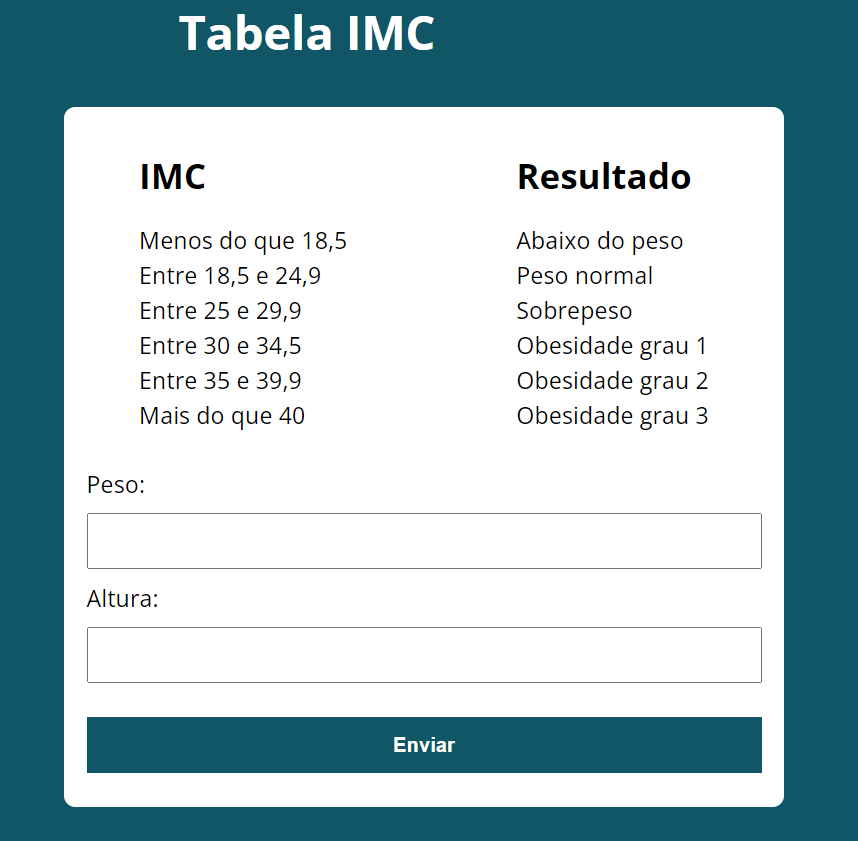 Tabela IMC
IMC Resultado
Menos do que 18,5 Abaixo do peso
Entre 18,5 e 24,9 Peso normal
Entre 25 e 29,9 Sobrepeso
Entre 30 e 34,5 Obesidade grau 1
Entre 35 e 39,9 Obesidade grau 2
Mais do que 40 Obesidade grau 3
Peso:
Altura:
Enviar